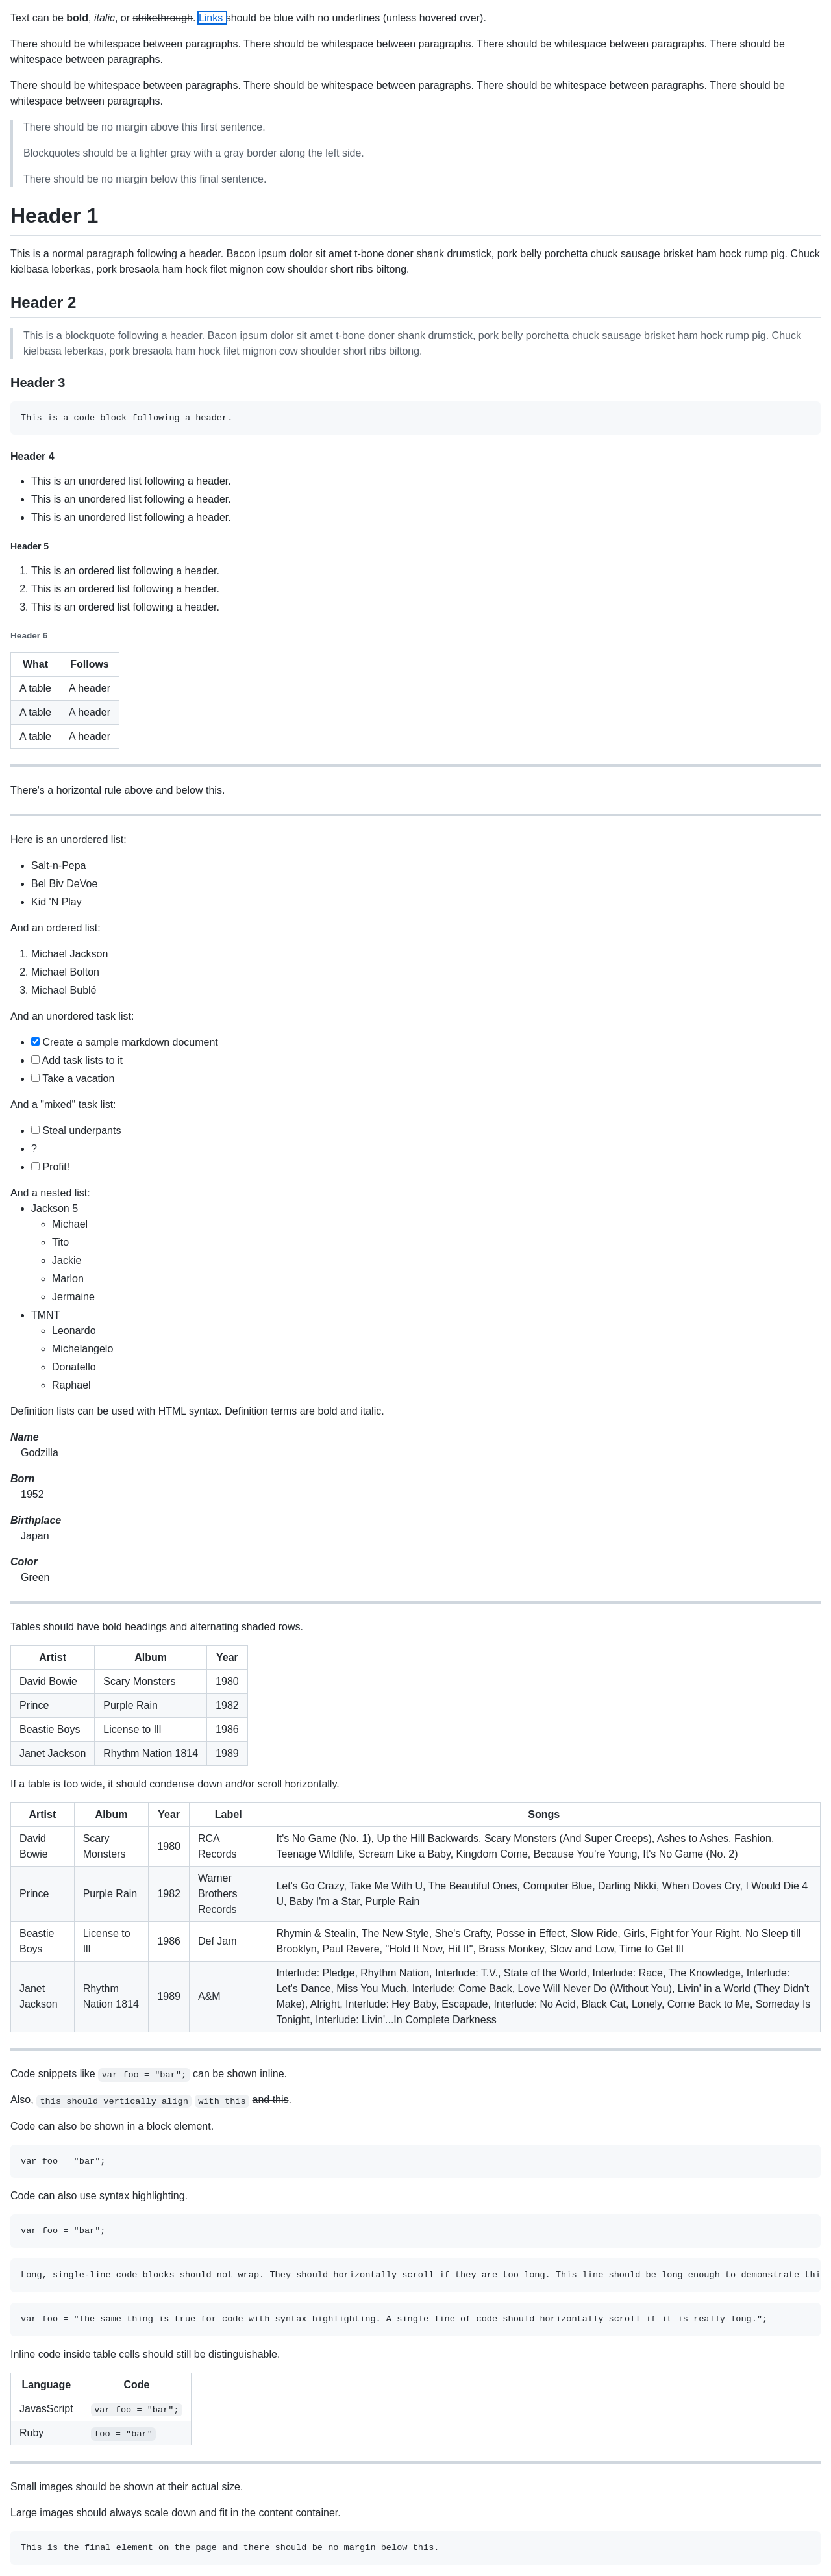 Text can be bold, italic, or strikethrough. Links should be blue with no underlines (unless hovered over).
There should be whitespace between paragraphs. There should be whitespace between paragraphs. There should be whitespace between paragraphs. There should be
whitespace between paragraphs.
There should be whitespace between paragraphs. There should be whitespace between paragraphs. There should be whitespace between paragraphs. There should be
whitespace between paragraphs.
There should be no margin above this first sentence.
Blockquotes should be a lighter gray with a gray border along the left side.
There should be no margin below this final sentence.
Header 1
This is a normal paragraph following a header. Bacon ipsum dolor sit amet t-bone doner shank drumstick, pork belly porchetta chuck sausage brisket ham hock rump pig. Chuck
kielbasa leberkas, pork bresaola ham hock filet mignon cow shoulder short ribs biltong.
Header 2
This is a blockquote following a header. Bacon ipsum dolor sit amet t-bone doner shank drumstick, pork belly porchetta chuck sausage brisket ham hock rump pig. Chuck
kielbasa leberkas, pork bresaola ham hock filet mignon cow shoulder short ribs biltong.
Header 3
This is a code block following a header.
Header 4
• This is an unordered list following a header.
• This is an unordered list following a header.
• This is an unordered list following a header.
Header 5
1. This is an ordered list following a header.
2. This is an ordered list following a header.
3. This is an ordered list following a header.
Header 6
What Follows
A table A header
A table A header
A table A header
There's a horizontal rule above and below this.
Here is an unordered list:
• Salt-n-Pepa
• Bel Biv DeVoe
• Kid 'N Play
And an ordered list:
1. Michael Jackson
2. Michael Bolton
3. Michael Bublé
And an unordered task list:
• Create a sample markdown document
• Add task lists to it
• Take a vacation
And a "mixed" task list:
• Steal underpants
• ?
• Profit!
And a nested list:
• Jackson 5
◦ Michael
◦ Tito
◦ Jackie
◦ Marlon
◦ Jermaine
• TMNT
◦ Leonardo
◦ Michelangelo
◦ Donatello
◦ Raphael
Definition lists can be used with HTML syntax. Definition terms are bold and italic.
Name
Godzilla
Born
1952
Birthplace
Japan
Color
Green
Tables should have bold headings and alternating shaded rows.
Artist Album Year
David Bowie Scary Monsters 1980
Prince Purple Rain 1982
Beastie Boys License to Ill 1986
Janet Jackson Rhythm Nation 1814 1989
If a table is too wide, it should condense down and/or scroll horizontally.
Artist Album Year Label Songs
David Bowie Scary Monsters 1980 RCA Records It's No Game (No. 1), Up the Hill Backwards, Scary Monsters (And Super Creeps), Ashes to Ashes, Fashion,
Teenage Wildlife, Scream Like a Baby, Kingdom Come, Because You're Young, It's No Game (No. 2)
Prince Purple Rain 1982 Warner Brothers Records Let's Go Crazy, Take Me With U, The Beautiful Ones, Computer Blue, Darling Nikki, When Doves Cry, I Would Die 4
U, Baby I'm a Star, Purple Rain
Beastie Boys License to Ill 1986 Def Jam Rhymin & Stealin, The New Style, She's Crafty, Posse in Effect, Slow Ride, Girls, Fight for Your Right, No Sleep till
Brooklyn, Paul Revere, "Hold It Now, Hit It", Brass Monkey, Slow and Low, Time to Get Ill
Janet Jackson Rhythm Nation 1814 1989 A&M Interlude: Pledge, Rhythm Nation, Interlude: T.V., State of the World, Interlude: Race, The Knowledge, Interlude:
Let's Dance, Miss You Much, Interlude: Come Back, Love Will Never Do (Without You), Livin' in a World (They Didn't
Make), Alright, Interlude: Hey Baby, Escapade, Interlude: No Acid, Black Cat, Lonely, Come Back to Me, Someday Is
Tonight, Interlude: Livin'...In Complete Darkness
Code snippets like var foo = "bar"; can be shown inline.
Also, this should vertically align with this and this.
Code can also be shown in a block element.
var foo = "bar";
Code can also use syntax highlighting.
var foo = "bar";
Long, single-line code blocks should not wrap. They should horizontally scroll if they are too long. This line should be long enough to demonstrate thi
var foo = "The same thing is true for code with syntax highlighting. A single line of code should horizontally scroll if it is really long.";
Inline code inside table cells should still be distinguishable.
Language Code
JavasScript var foo = "bar";
Ruby foo = "bar"
Small images should be shown at their actual size.
Large images should always scale down and fit in the content container.
This is the final element on the page and there should be no margin below this.